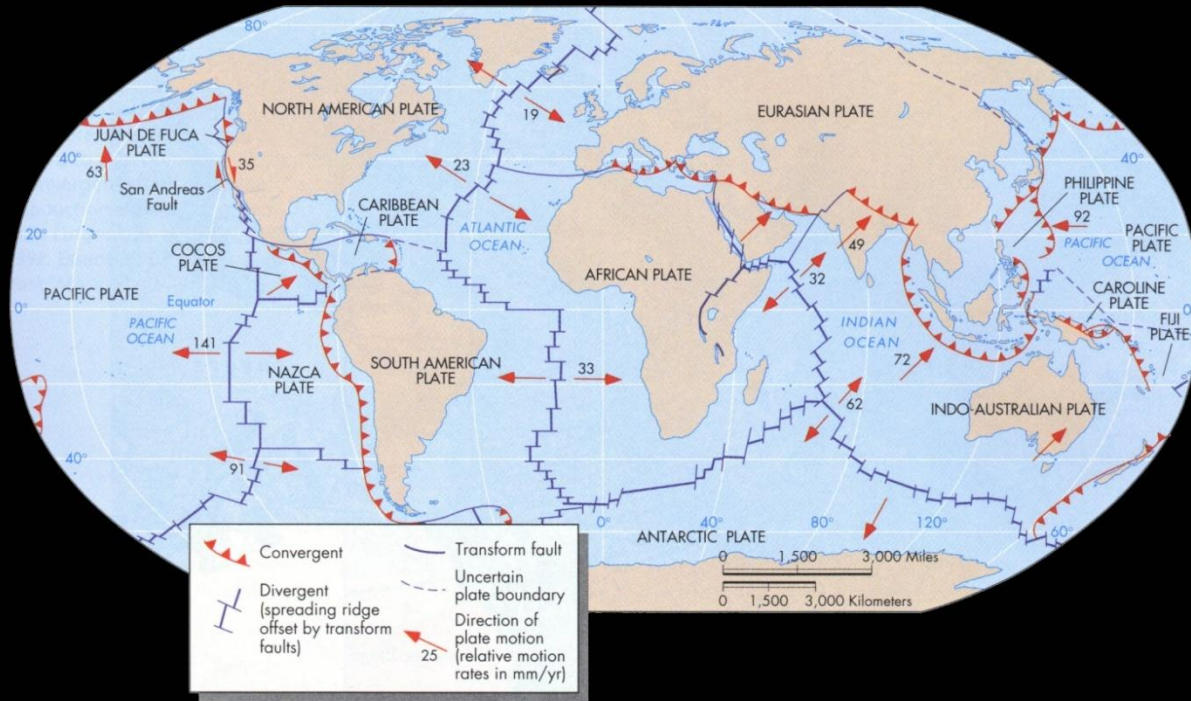 80°
NORTH AMERICAN PLATE
19
EURASIAN PLATE
JUAN DE FUCA
PLATE
40°
63
35
23
40°
San Andreas
Fault
CARIBBEAN
PLATE
PHILIPPINE
PLATE
92
20°
ATLANTIC
OCEAN
49
20°
PACIFIC
OCEAN
PACIFIC
PLATE
COCOS
PLATE
AFRICAN PLATE
32
PACIFIC PLATE
Equator
0°
0°
CAROLINE
PLATE
FIJI
PLATE
PACIFIC
OCEAN
INDIAN
OCEAN
141
NAZCA
PLATE
SOUTH AMERICAN
PLATE
33
72
62
INDO-AUSTRALIAN PLATE
40°
91
0°
40°
80°
120°
60°
ANTARCTIC PLATE
0 1,500 3,000 Miles
0 1,500 3,000 Kilometers
Convergent
Divergent
(spreading ridge
offset by transform
faults)
Transform fault
Uncertain
plate boundary
Direction of
plate motion
(relative motion
rates in mm/yr)
25